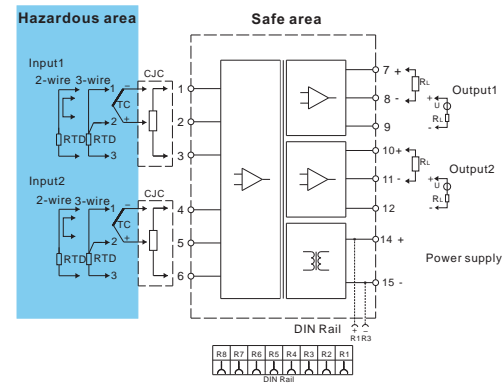 Hazardous area
Safe area
Input1
2-wire 3-wire
CJC
1
−
TC
+
2
RTD RTD
3
1
2
3
7 +
8 -
9
RL
Output1
+
U
RL
-
Input2
2-wire 3-wire
CJC
1
−
TC
+
2
RTD RTD
3
4
5
6
10+
11 -
12
RL
Output2
+
U
RL
-
14 +
15 -
Power supply
DIN Rail
+ −
R1R3
R8 R7 R6 R5 R4 R3 R2 R1
DIN Rail